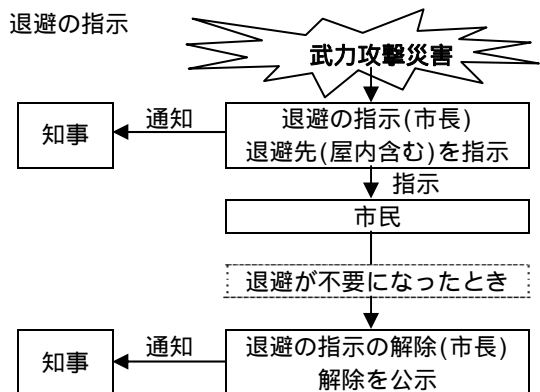 退避の指示
武力攻撃災害
知事
通知
退避の指示(市長)
退避先(屋内含む)を指示
指示
市民
退避が不要になったとき
知事
通知
退避の指示の解除(市長)
解除を公示